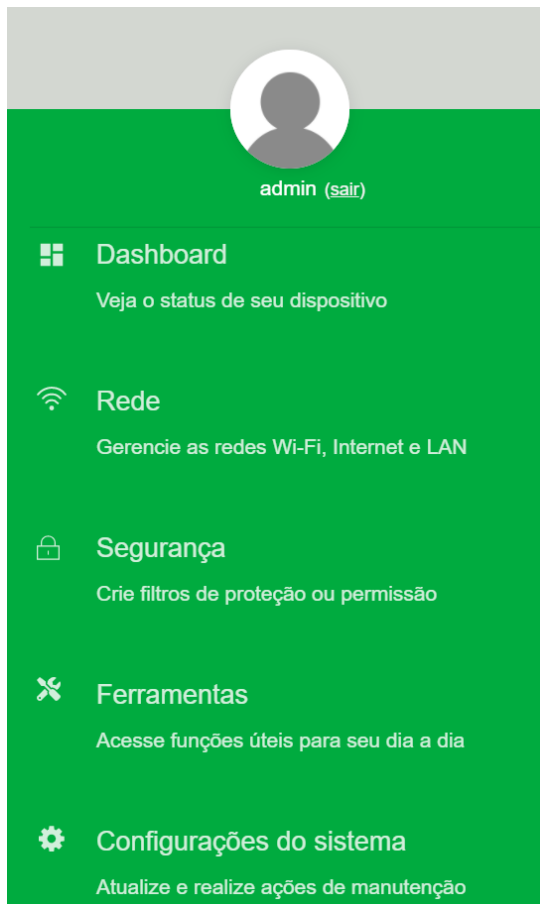 admin (sair)
Dashboard
Veja o status de seu dispositivo
Rede
Gerencie as redes Wi-Fi, Internet e LAN
Segurança
Crie filtros de proteção ou permissão
Ferramentas
Acesse funções úteis para seu dia a dia
Configurações do sistema
Atualize e realize ações de manutenção